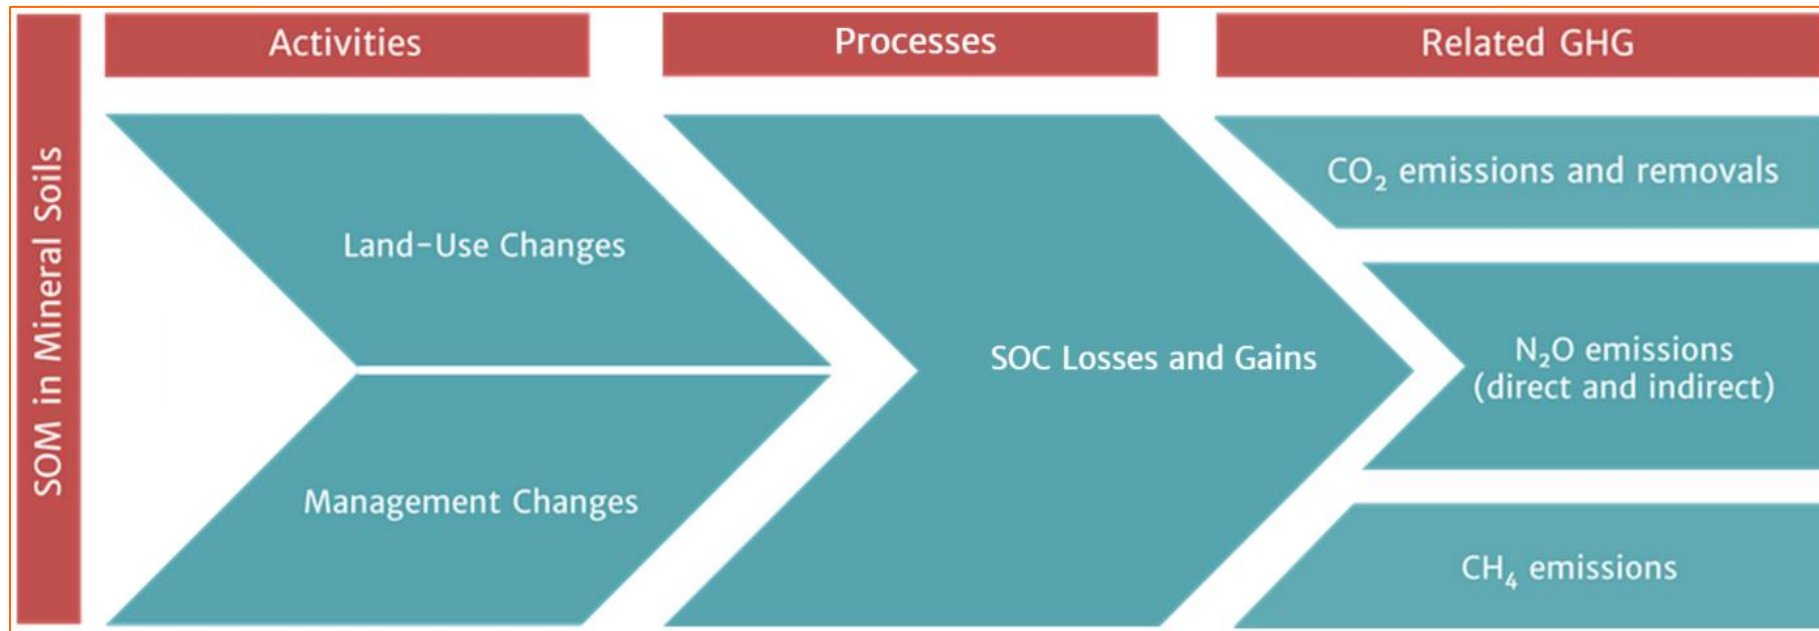 Activities
Processes
Related GHG
SOM in Mineral Soils
Land-Use Changes
Management Changes
SOC Losses and Gains
CO₂ emissions and removals
N₂O emissions
(direct and indirect)
CH₄ emissions